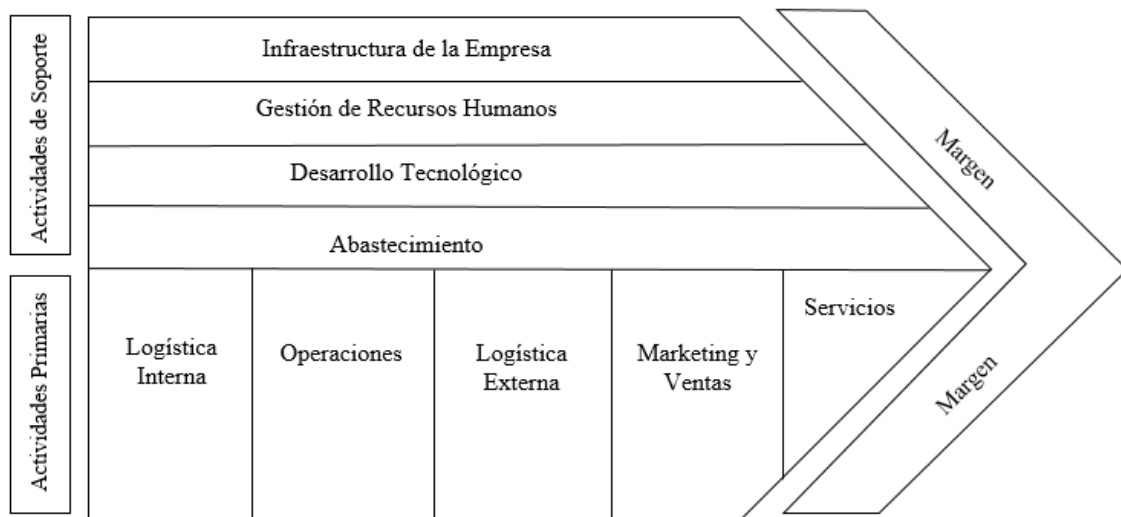 Actividades de Soporte
Infraestructura de la Empresa
Gestión de Recursos Humanos
Desarrollo Tecnológico
Abastecimiento
Margen
Actividades Primarias
Logística
Interna
Operaciones
Logística
Externa
Marketing y
Ventas
Servicios
Margen